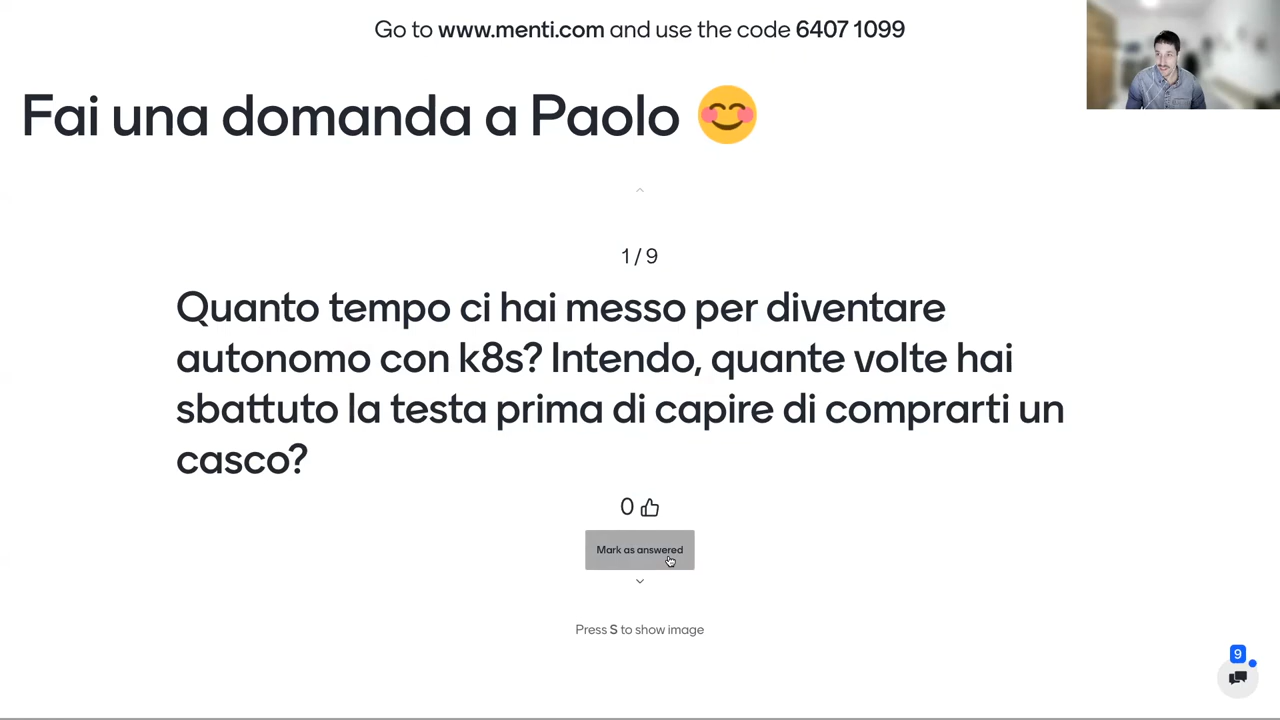 Go to www.menti.com and use the code 6407 1099
Fai una domanda a Paolo 😊
1 / 9
Quanto tempo ci hai messo per diventare
autonomo con k8s? Intendo, quante volte hai
sbattuto la testa prima di capire di comprarti un
casco?
0
Mark as answered
Press S to show image
9